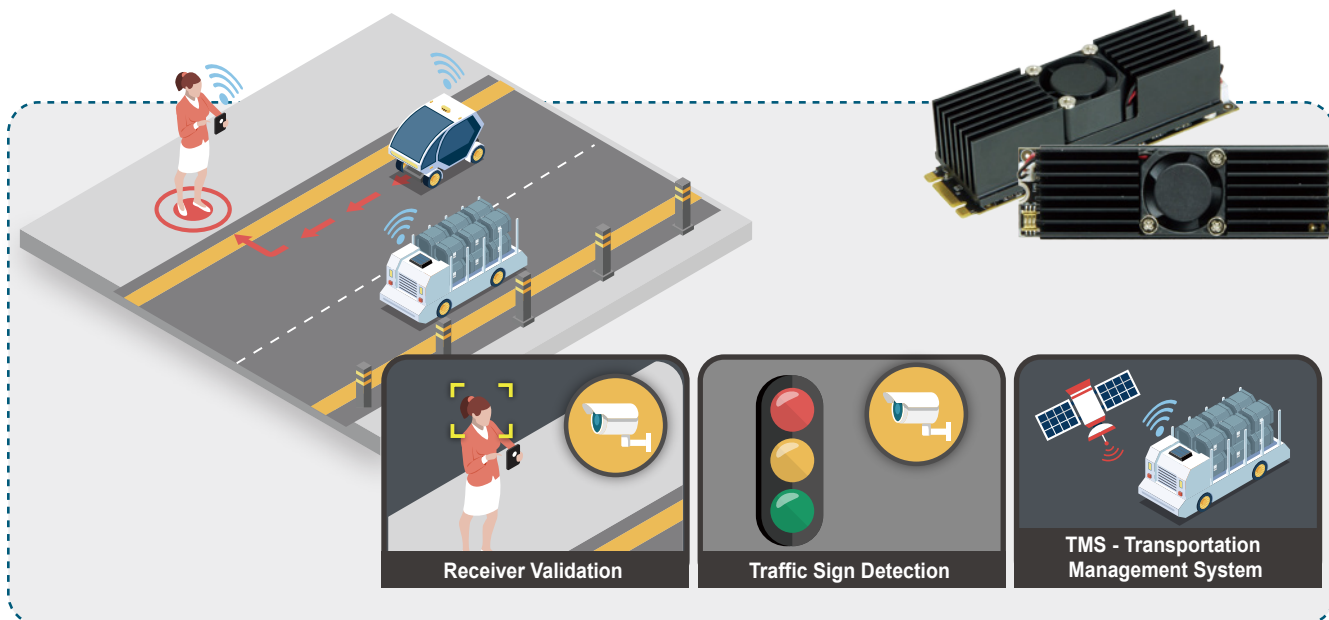 Receiver Validation
Traffic Sign Detection
TMS - Transportation
Management System